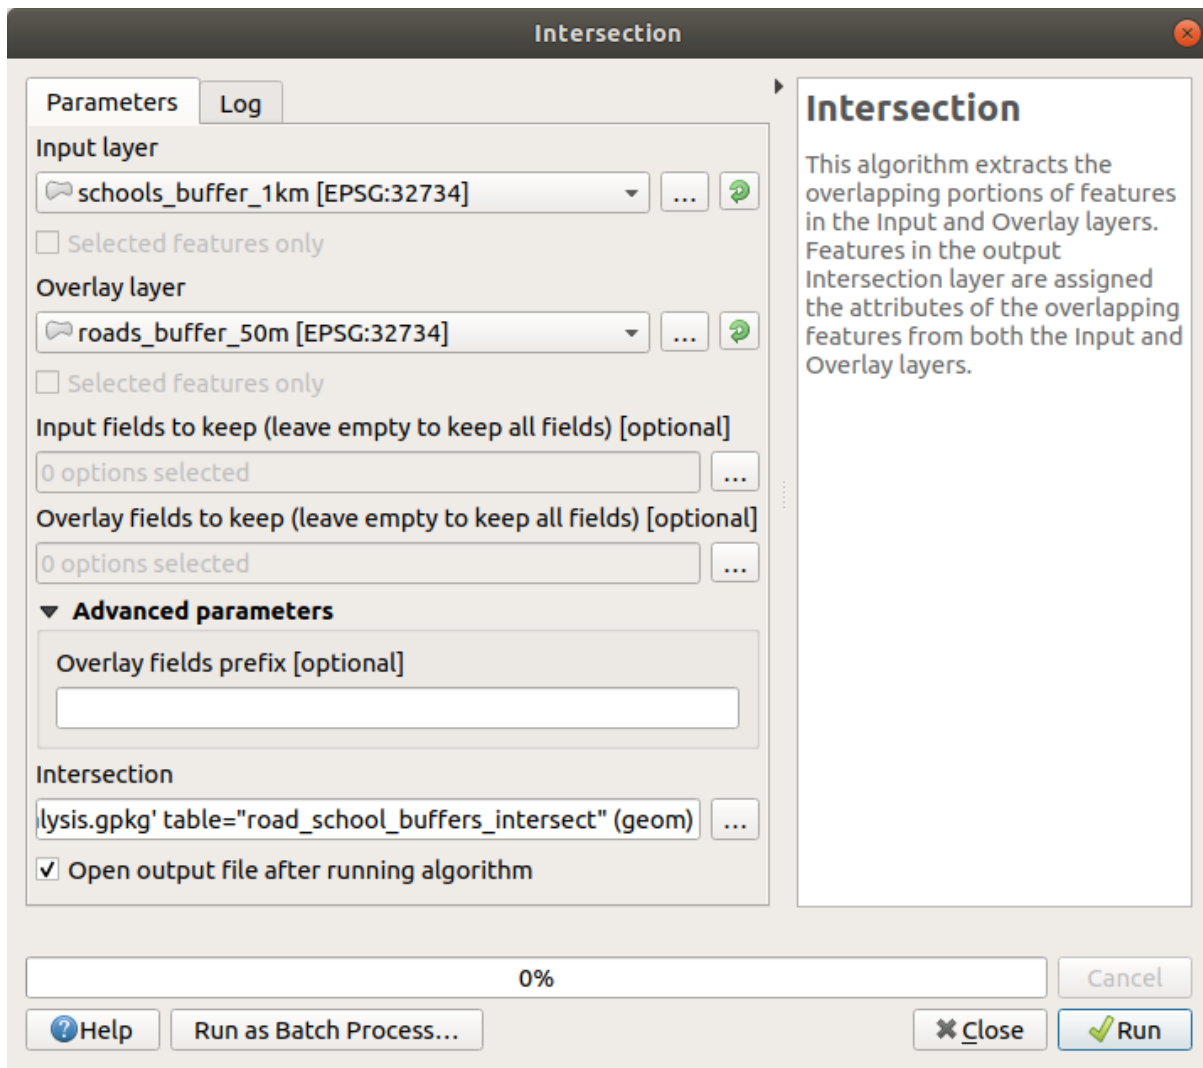 Intersection
Parameters
Log
Input layer
schools_buffer_1km [EPSG:32734]
...
Selected features only
Overlay layer
roads_buffer_50m [EPSG:32734]
...
Selected features only
Input fields to keep (leave empty to keep all fields) [optional]
0 options selected
...
Overlay fields to keep (leave empty to keep all fields) [optional]
0 options selected
...
Advanced parameters
Overlay fields prefix [optional]
Intersection
lysis.gpkg' table="road_school_buffers_intersect" (geom)
...
Open output file after running algorithm
Intersection
This algorithm extracts the
overlapping portions of features
in the Input and Overlay layers.
Features in the output
Intersection layer are assigned
the attributes of the overlapping
features from both the Input and
Overlay layers.
0%
Cancel
Help
Run as Batch Process...
Close
Run